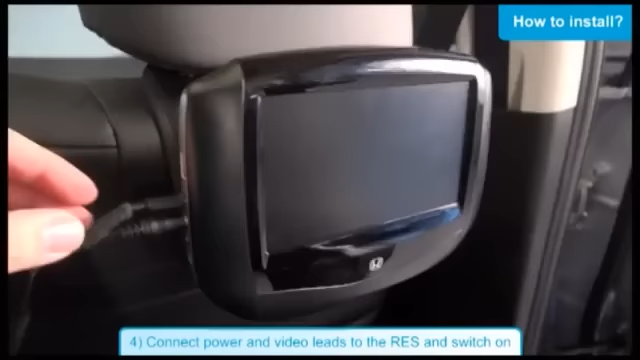 How to install?
4) Connect power and video leads to the RES and switch on